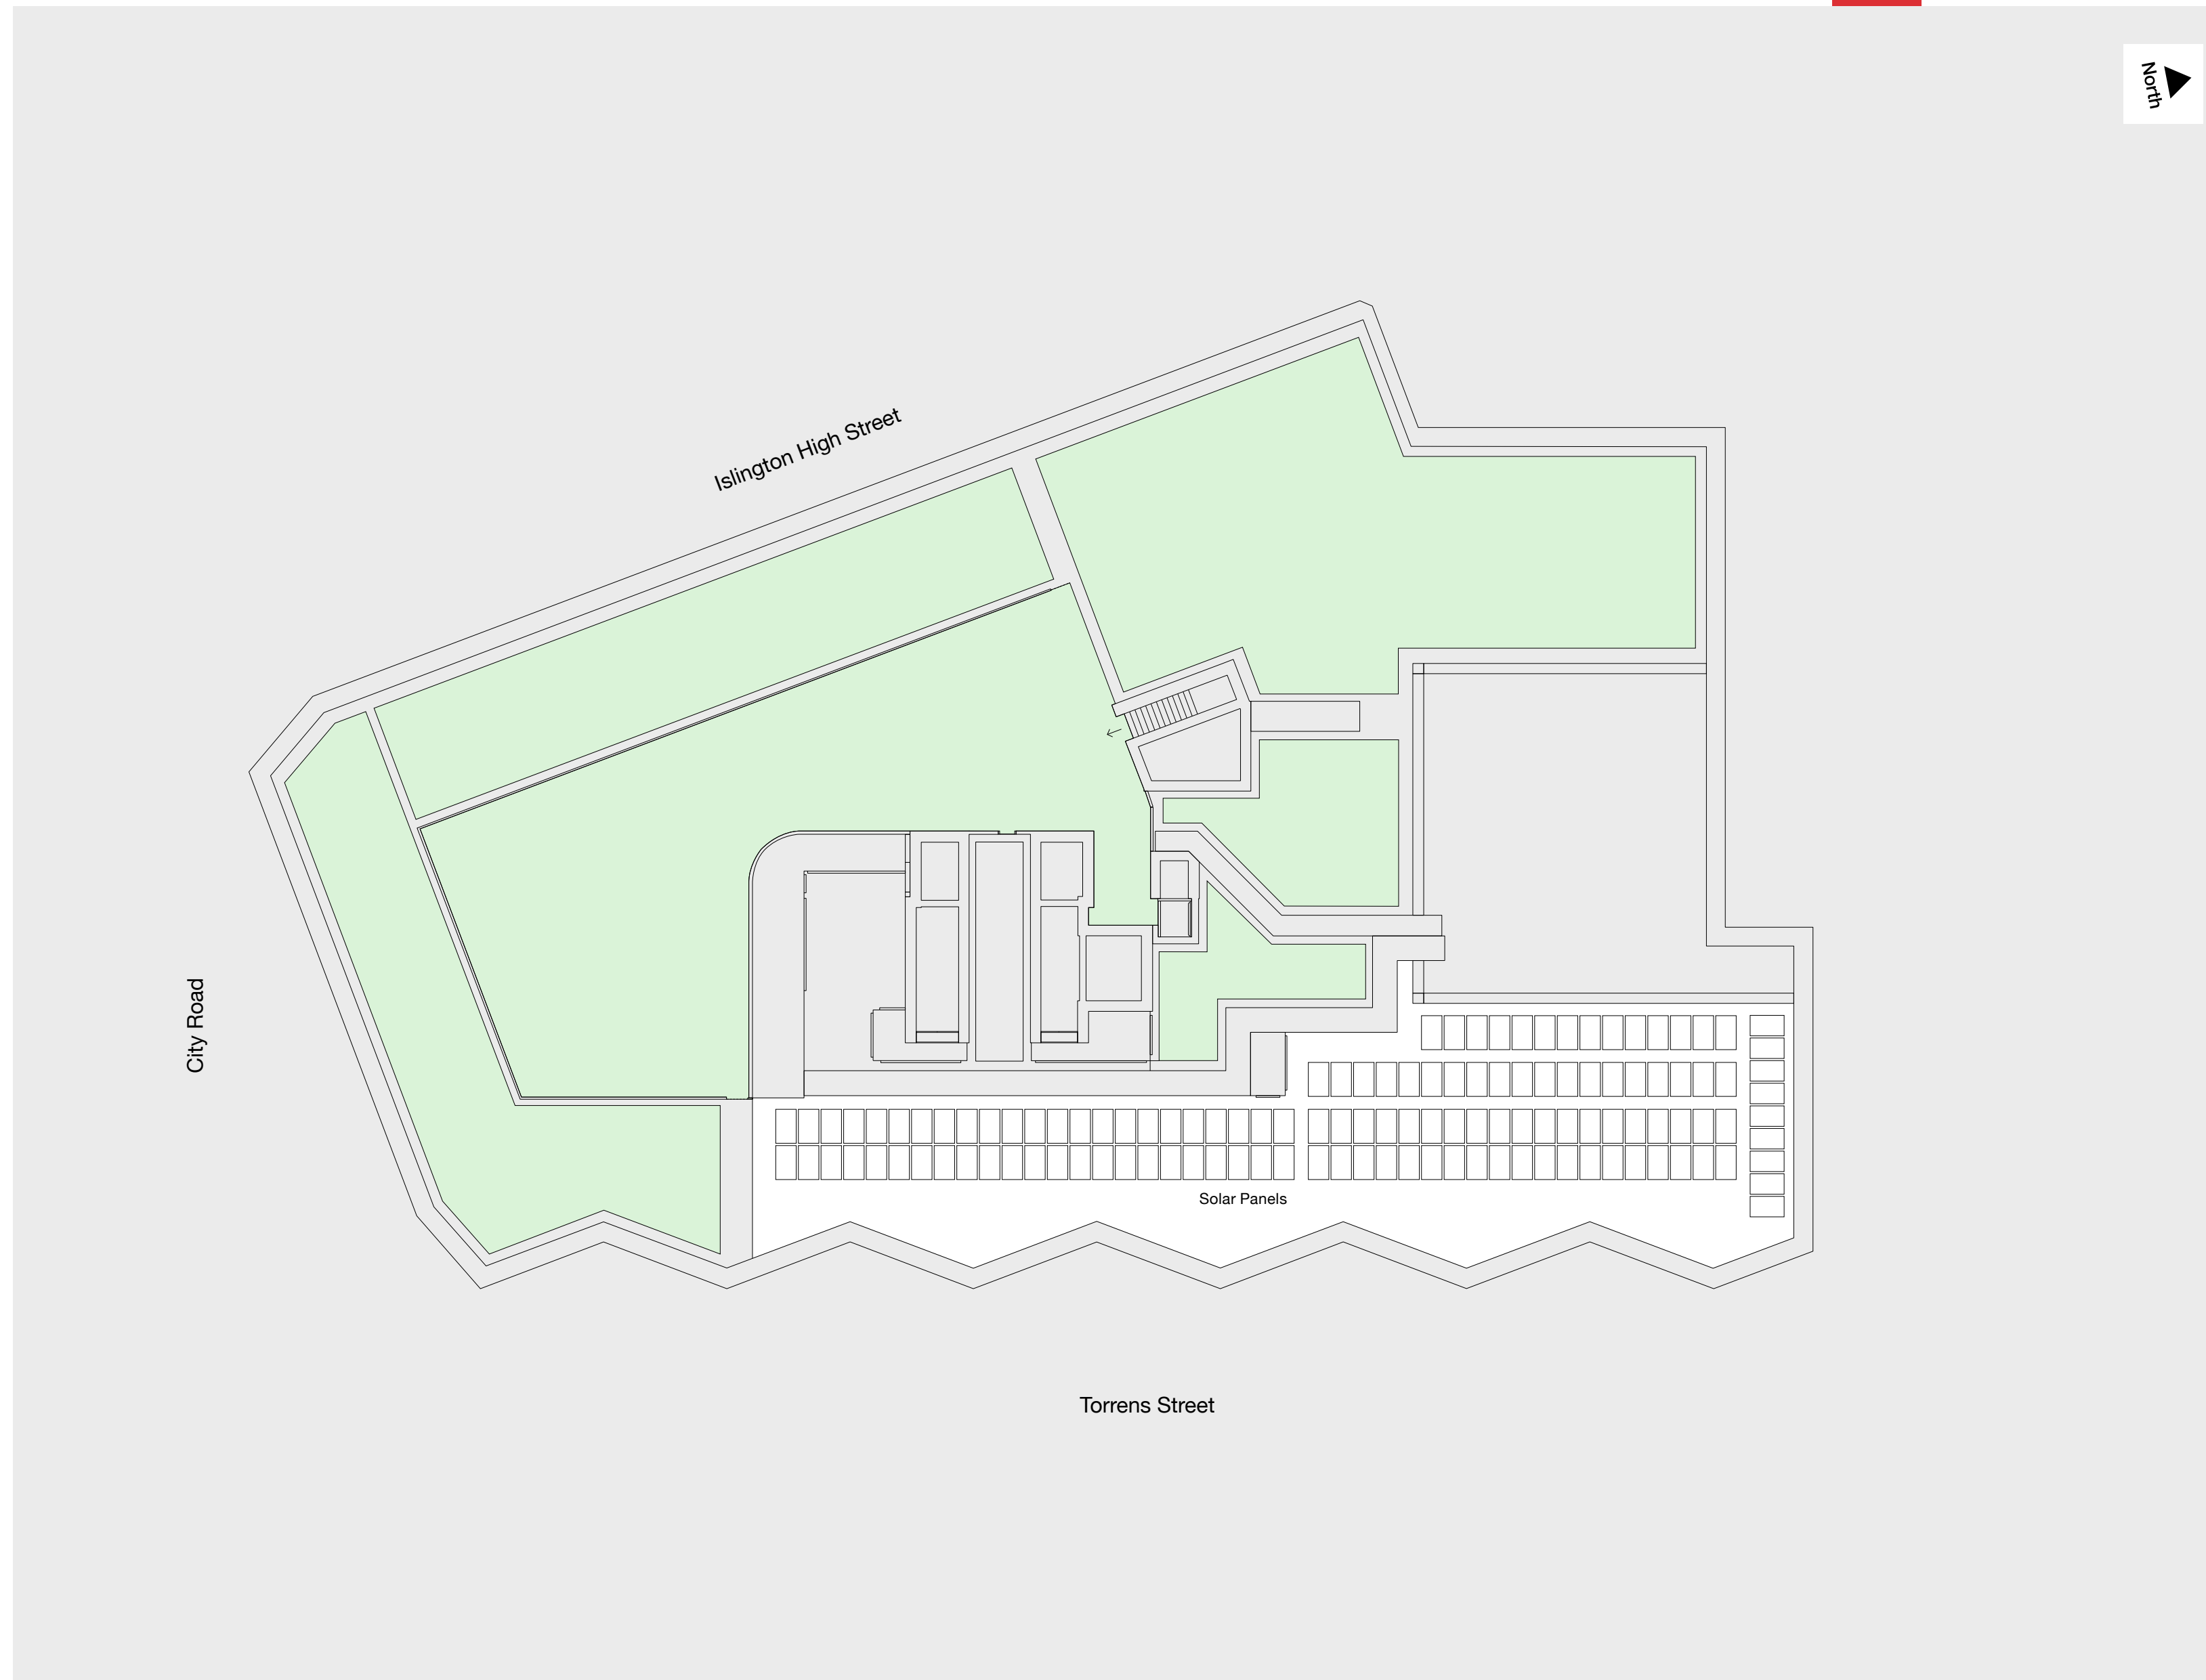 North
Islington High Street
City Road
Solar Panels
Torrens Street